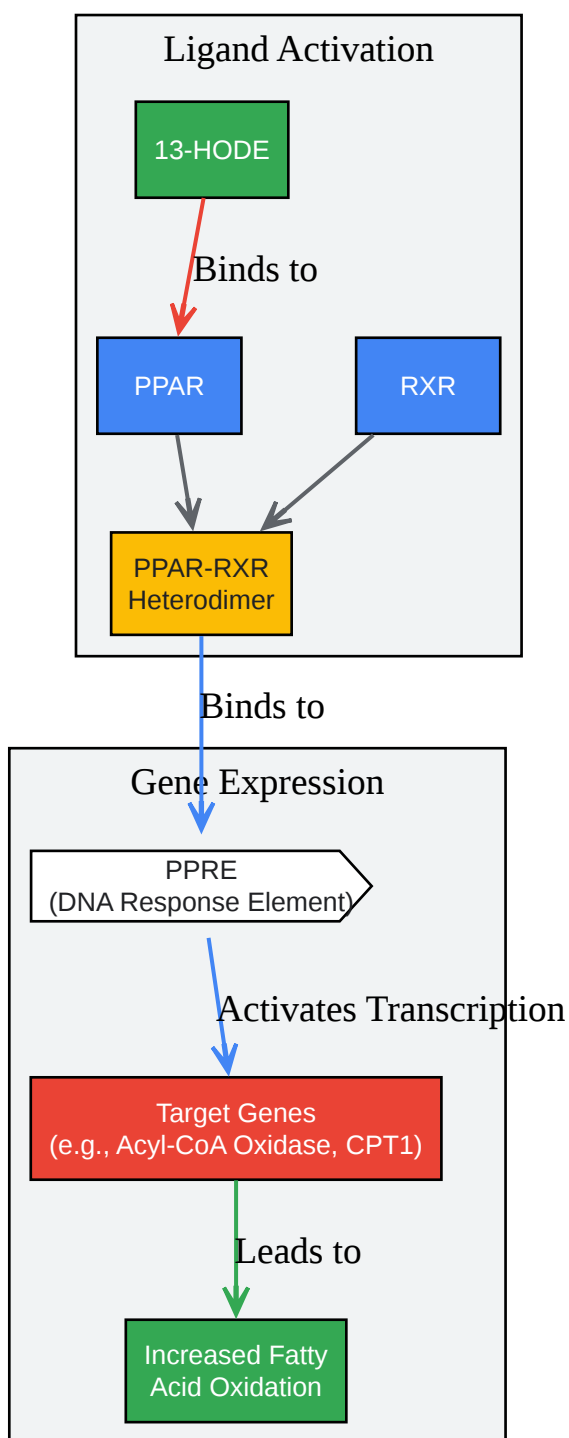 Ligand Activation
13-HODE
Binds to
PPAR
RXR
PPAR-RXR
Heterodimer
Binds to
Gene Expression
PPRE
(DNA Response Element)
Activates Transcription
Target Genes
(e.g., Acyl-CoA Oxidase, CPT1)
Leads to
Increased Fatty
Acid Oxidation